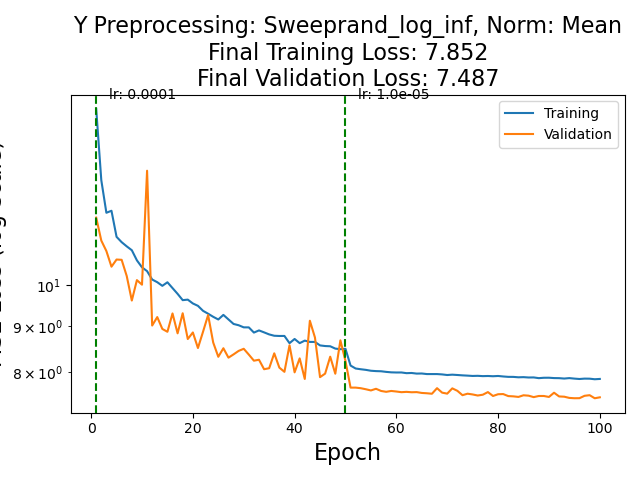 Y Preprocessing: Sweeprand_log_inf, Norm: Mean
Final Training Loss: 7.852
Final Validation Loss: 7.487
lr: 0.0001
lr: 1.0e-05
Training
Validation
10¹
9 × 10⁰
8 × 10⁰
0
20
40
60
80
100
Epoch